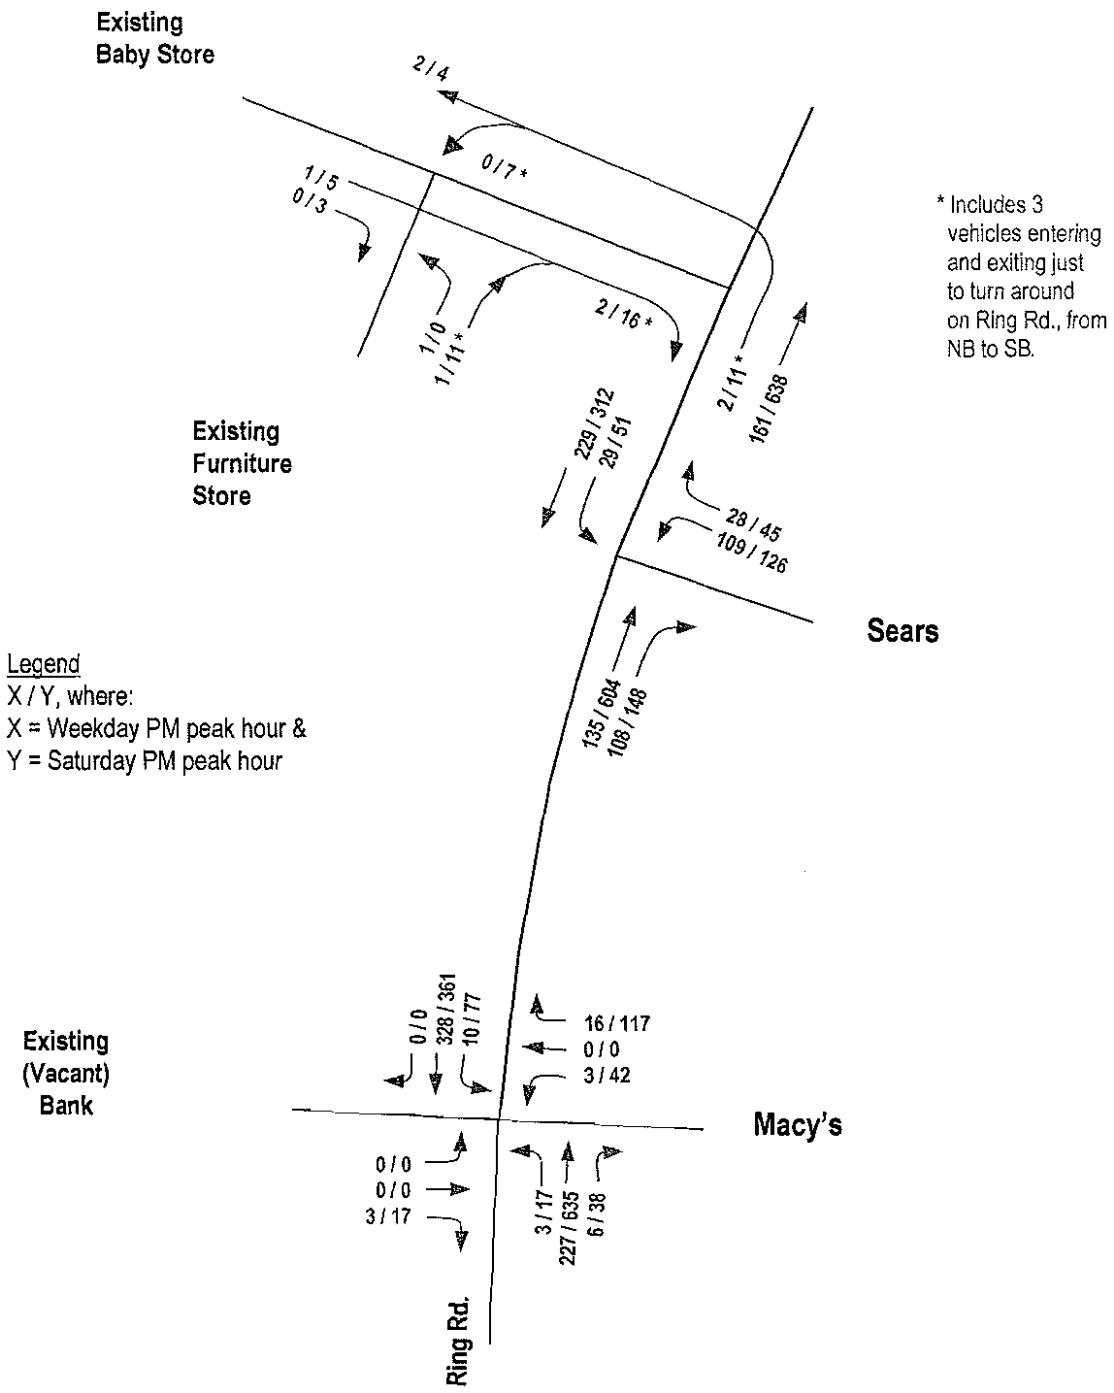 Existing
Baby Store
2 / 4
0 / 7 *
1 / 5
0 / 3
* Includes 3
vehicles entering
and exiting just
to turn around
on Ring Rd., from
NB to SB.
1 / 0
1 / 11 *
2 / 16 *
2 / 11 *
161 / 638
Existing
Furniture
Store
229 / 312
29 / 51
28 / 45
109 / 126
Sears
Legend
X / Y, where:
X = Weekday PM peak hour &
Y = Saturday PM peak hour
135 / 604
108 / 148
Existing
(Vacant)
Bank
0 / 0
328 / 361
10 / 77
16 / 117
0 / 0
3 / 42
Macy's
0 / 0
0 / 0
3 / 17
3 / 17
227 / 635
6 / 38
Ring Rd.